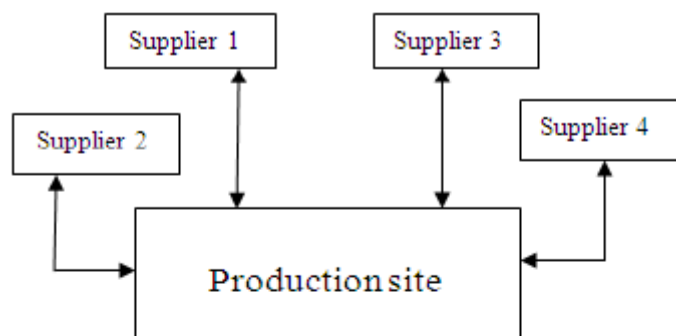 Supplier 1
Supplier 3
Supplier 2
Supplier 4
Production site